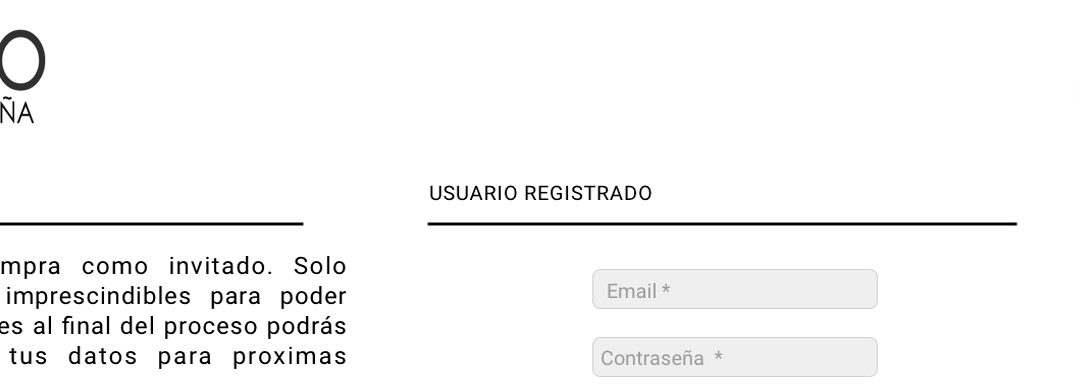 O
ÑA
USUARIO REGISTRADO
mpra como invitado. Solo
imprescindibles para poder
es al final del proceso podrás
tus datos para proximas
Email *
Contraseña *